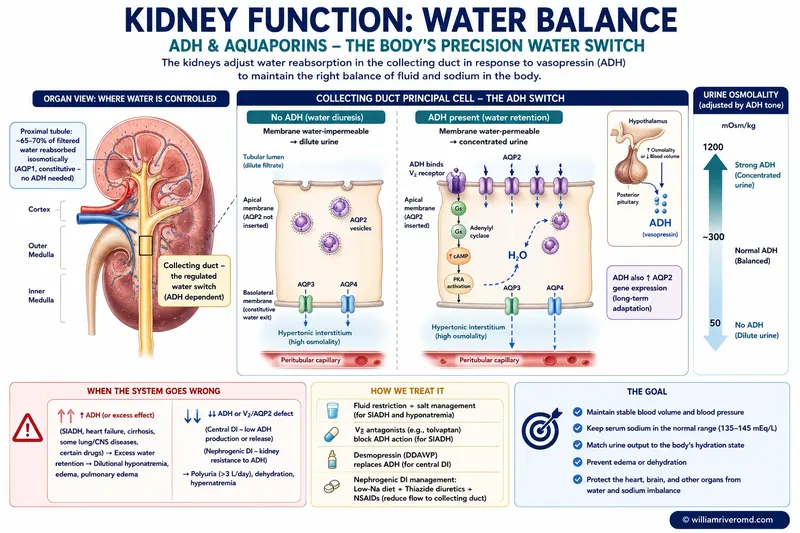 KIDNEY FUNCTION: WATER BALANCE
ADH & AQUAPORINS – THE BODY'S PRECISION WATER SWITCH
The kidneys adjust water reabsorption in the collecting duct in response to vasopressin (ADH)
to maintain the right balance of fluid and sodium in the body.
ORGAN VIEW: WHERE WATER IS CONTROLLED
Proximal tubule:
~65–70% of filtered
water reabsorbed
isosmotically
(AQP1, constitutive –
no ADH needed)
Cortex
Outer
Medulla
Inner
Medulla
Collecting duct –
the regulated
water switch
(ADH dependent)
COLLECTING DUCT PRINCIPAL CELL – THE ADH SWITCH
No ADH (water diuresis)
Membrane water-impermeable
→ dilute urine
Tubular lumen
(dilute filtrate)
Apical
membrane
(AQP2
not inserted)
AQP2
vesicles
Basolateral
membrane
(constitutive
water exit)
AQP3
AQP4
Hypertonic interstitium
(high osmolality)
Peritubular capillary
ADH present (water retention)
Membrane water-permeable
→ concentrated urine
ADH binds
V₂ receptor
AQP2
Apical
membrane
(AQP2
inserted)
Gs
Gs
Adenylyl
cyclase
↑ cAMP
PKA
activation
H₂O
AQP3
AQP4
Hypertonic interstitium
(high osmolality)
Peritubular capillary
Hypothalamus
↑ Osmolality
or ↓ Blood volume
Posterior
pituitary
ADH
(vasopressin)
ADH also ↑ AQP2
gene expression
(long-term
adaptation)
URINE OSMOLALITY
(adjusted by ADH tone)
mOsm/kg
1200
Strong ADH
(Concentrated
urine)
~300
Normal ADH
(Balanced)
50
No ADH
(Dilute urine)
WHEN THE SYSTEM GOES WRONG
↑↑ ↑ ADH (or excess effect)
(SIADH, heart failure, cirrhosis,
some lung/CNS diseases,
certain drugs) → Excess water
retention → Dilutional hyponatremia,
edema, pulmonary edema
↓↓ ↓↓ ADH or V₂/AQP2 defect
(Central DI – low ADH
production or release)
(Nephrogenic DI – kidney
resistance to ADH)
→ Polyuria (>3 L/day), dehydration,
hypernatremia
HOW WE TREAT IT
Fluid restriction + salt management
(for SIADH and hyponatremia)
V₂ antagonists (e.g., tolvaptan)
block ADH action (for SIADH)
Desmopressin (DDAWP)
replaces ADH (for central DI)
Nephrogenic DI management:
Low-Na diet + Thiazide diuretics +
NSAIDs (reduce flow to collecting duct)
THE GOAL
Maintain stable blood volume and blood pressure
Keep serum sodium in the normal range (135–145 mEq/L)
Match urine output to the body's hydration state
Prevent edema or dehydration
Protect the heart, brain, and other organs from
water and sodium imbalance
© williamriveromd.com